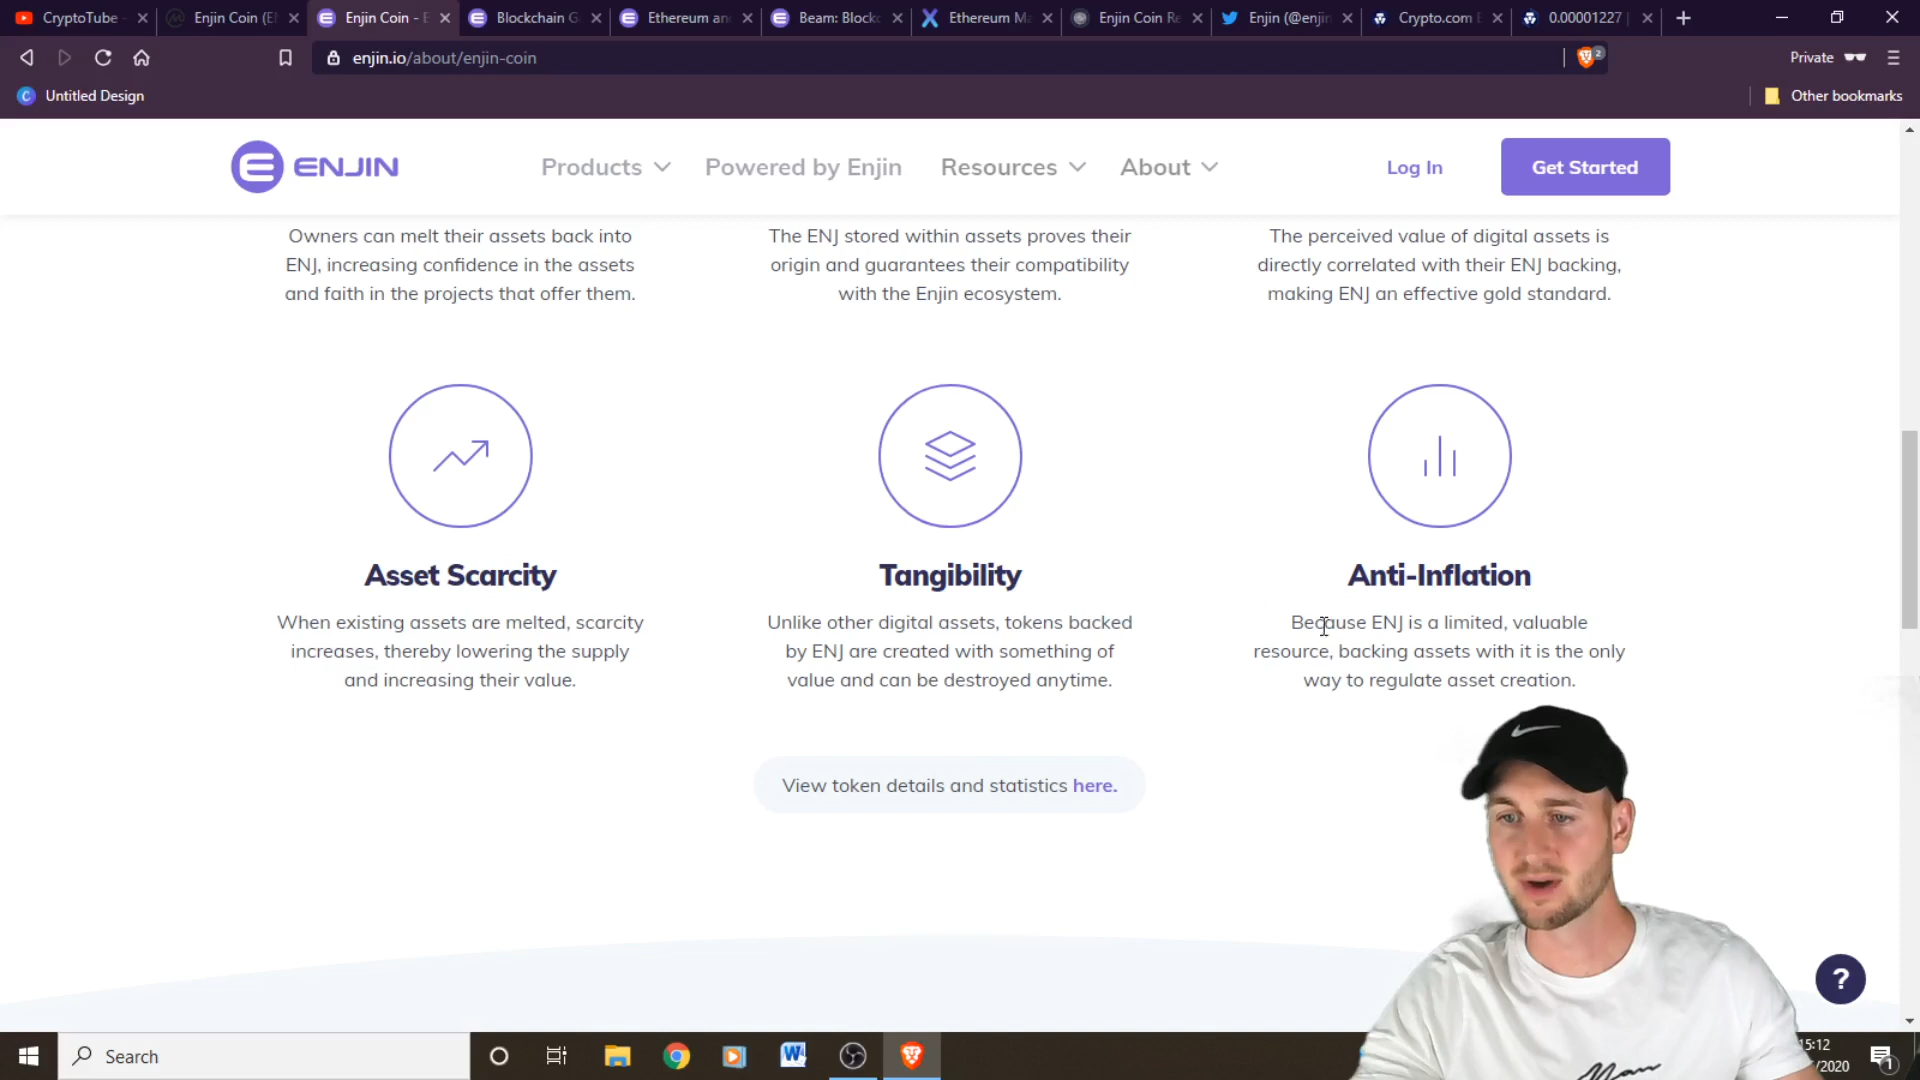 CryptoTube -
Enjin Coin (E
Enjin Coin - E
Blockchain G
Ethereum an
Beam: Block
Ethereum Ma
Enjin Coin Re
Enjin (@enjin
Crypto.com E
0.00001227 |
enjin.io/about/enjin-coin
2
Private
Untitled Design
Other bookmarks
ENJIN
Products
Powered by Enjin
Resources
About
Log In
Get Started
Owners can melt their assets back into
ENJ, increasing confidence in the assets
and faith in the projects that offer them.
The ENJ stored within assets proves their
origin and guarantees their compatibility
with the Enjin ecosystem.
The perceived value of digital assets is
directly correlated with their ENJ backing,
making ENJ an effective gold standard.
Asset Scarcity
When existing assets are melted, scarcity
increases, thereby lowering the supply
and increasing their value.
Tangibility
Unlike other digital assets, tokens backed
by ENJ are created with something of
value and can be destroyed anytime.
Anti-Inflation
Because ENJ is a limited, valuable
resource, backing assets with it is the only
way to regulate asset creation.
View token details and statistics here.
?
Search
15:12
/2020
1